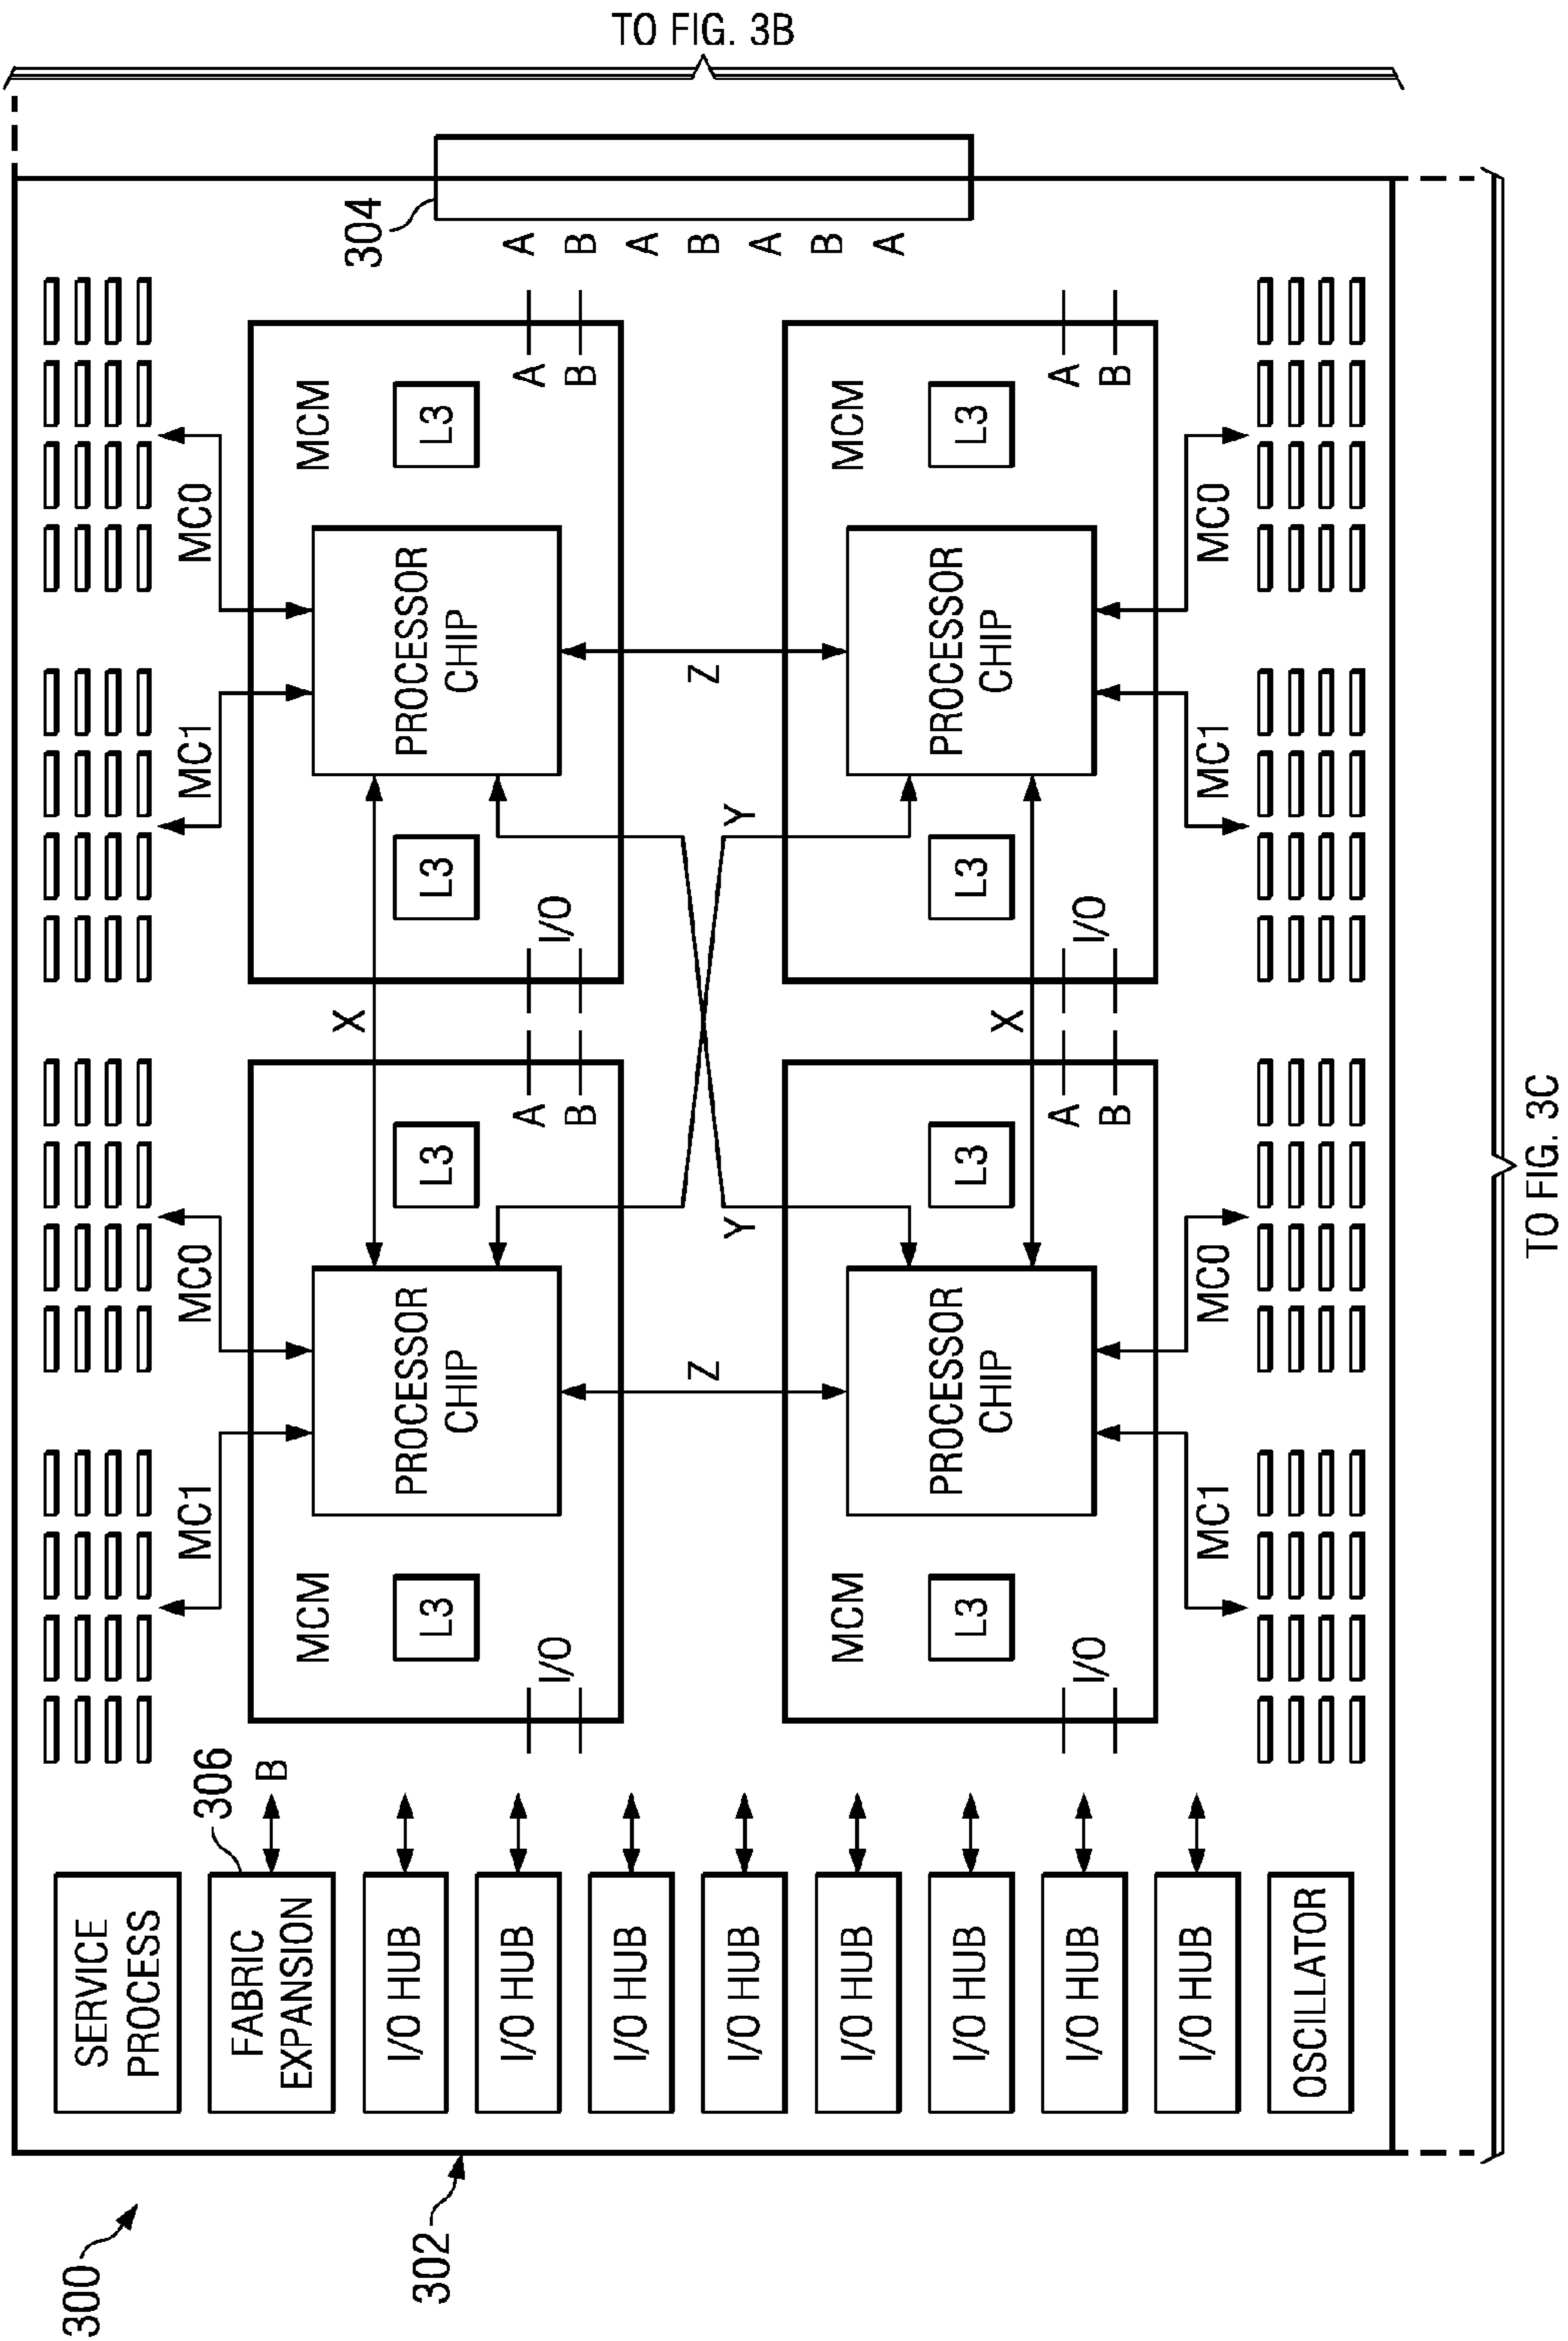 300
302
SERVICE
PROCESS
FABRIC
EXPANSION
306
B
I/O HUB
I/O HUB
I/O HUB
I/O HUB
I/O HUB
I/O HUB
I/O HUB
I/O HUB
OSCILLATOR
MC1
MC0
MCM
L3
PROCESSOR
CHIP
L3
I/O
A
B
X
MC1
MC0
L3
PROCESSOR
CHIP
MCM
L3
I/O
A
B
Z
Y
Y
Z
MCM
L3
PROCESSOR
CHIP
L3
I/O
A
B
MC1
MC0
X
L3
PROCESSOR
CHIP
MCM
L3
I/O
A
B
MC1
MC0
304
A
B
A
B
A
B
A
TO FIG. 3B
TO FIG. 3C